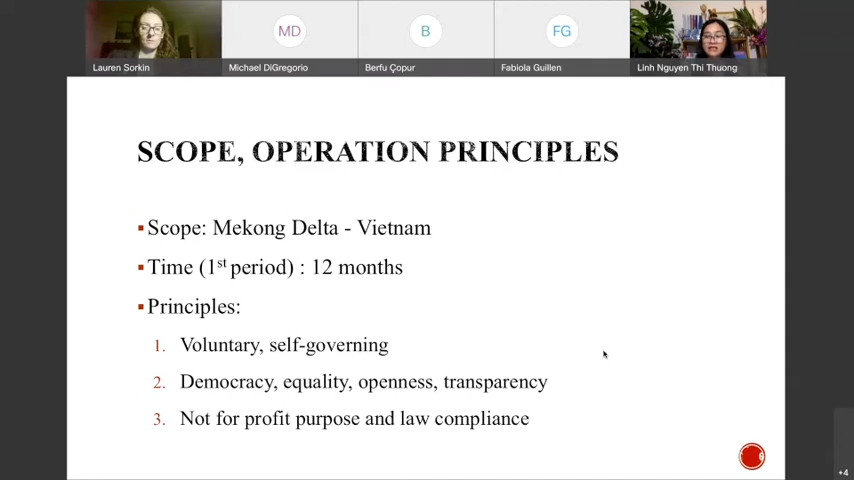 MD
B
FG
Lauren Sorkin
Michael DiGregorio
Berfu Çopur
Fabiola Guillen
Linh Nguyen Thi Thuong
SCOPE, OPERATION PRINCIPLES
▪Scope: Mekong Delta - Vietnam
▪Time (1st period) : 12 months
▪Principles:
1. Voluntary, self-governing
2. Democracy, equality, openness, transparency
3. Not for profit purpose and law compliance
+4